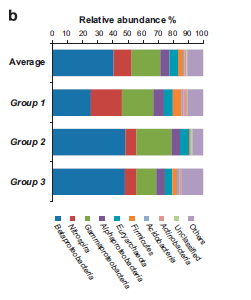 b
Relative abundance %
0 10 20 30 40 50 60 70 80 90 100
Average
Group 1
Group 2
Group 3
Betaproteobacteria
Nitrospira
Gammaproteobacteria
Alphaproteobacteria
Euryarchaeota
Firmicutes
Acidobacteria
Actinobacteria
Unclassified
Others